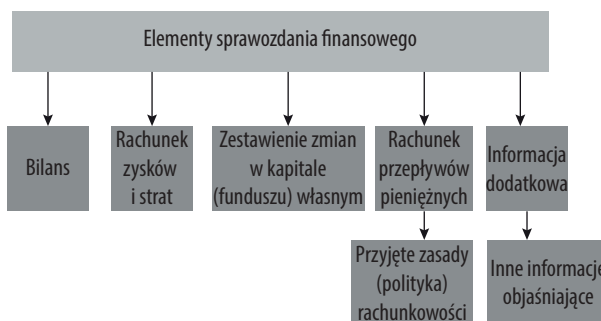 Elementy sprawozdania finansowego
Bilans
Rachunek
zysków
i strat
Zestawienie zmian
w kapitale
(funduszu) własnym
Rachunek
przepływów
pieniężnych
Informacja
dodatkowa
Przyjęte zasady
(polityka)
rachunkowości
Inne informacje
objaśniające